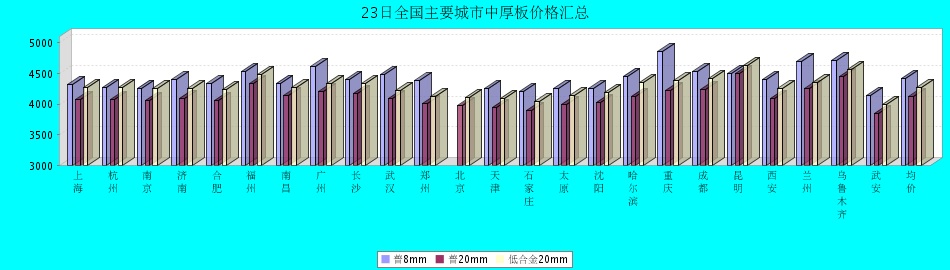 23日全国主要城市中厚板价格汇总
5000
4500
4000
3500
3000
上海
杭州
南京
济南
合肥
福州
南昌
广州
长沙
武汉
郑州
北京
天津
石家庄
太原
沈阳
哈尔滨
重庆
成都
昆明
西安
兰州
乌鲁木齐
武安
均价
普8mm 普20mm 低合金20mm